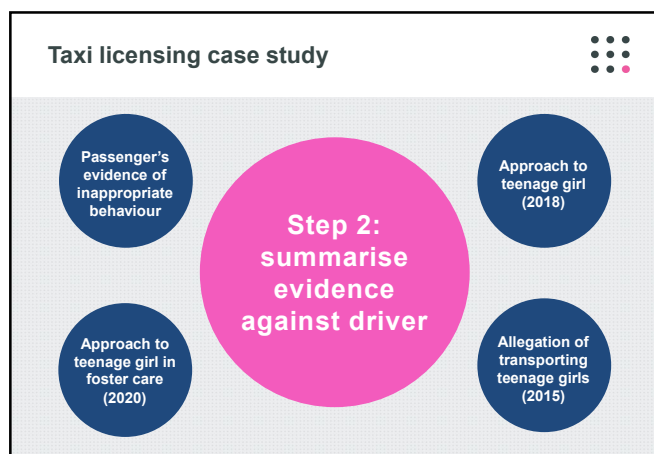 Taxi licensing case study
Passenger's
evidence of
inappropriate
behaviour
Approach to
teenage girl
(2018)
Step 2:
summarise
evidence
against driver
Approach to
teenage girl in
foster care
(2020)
Allegation of
transporting
teenage girls
(2015)